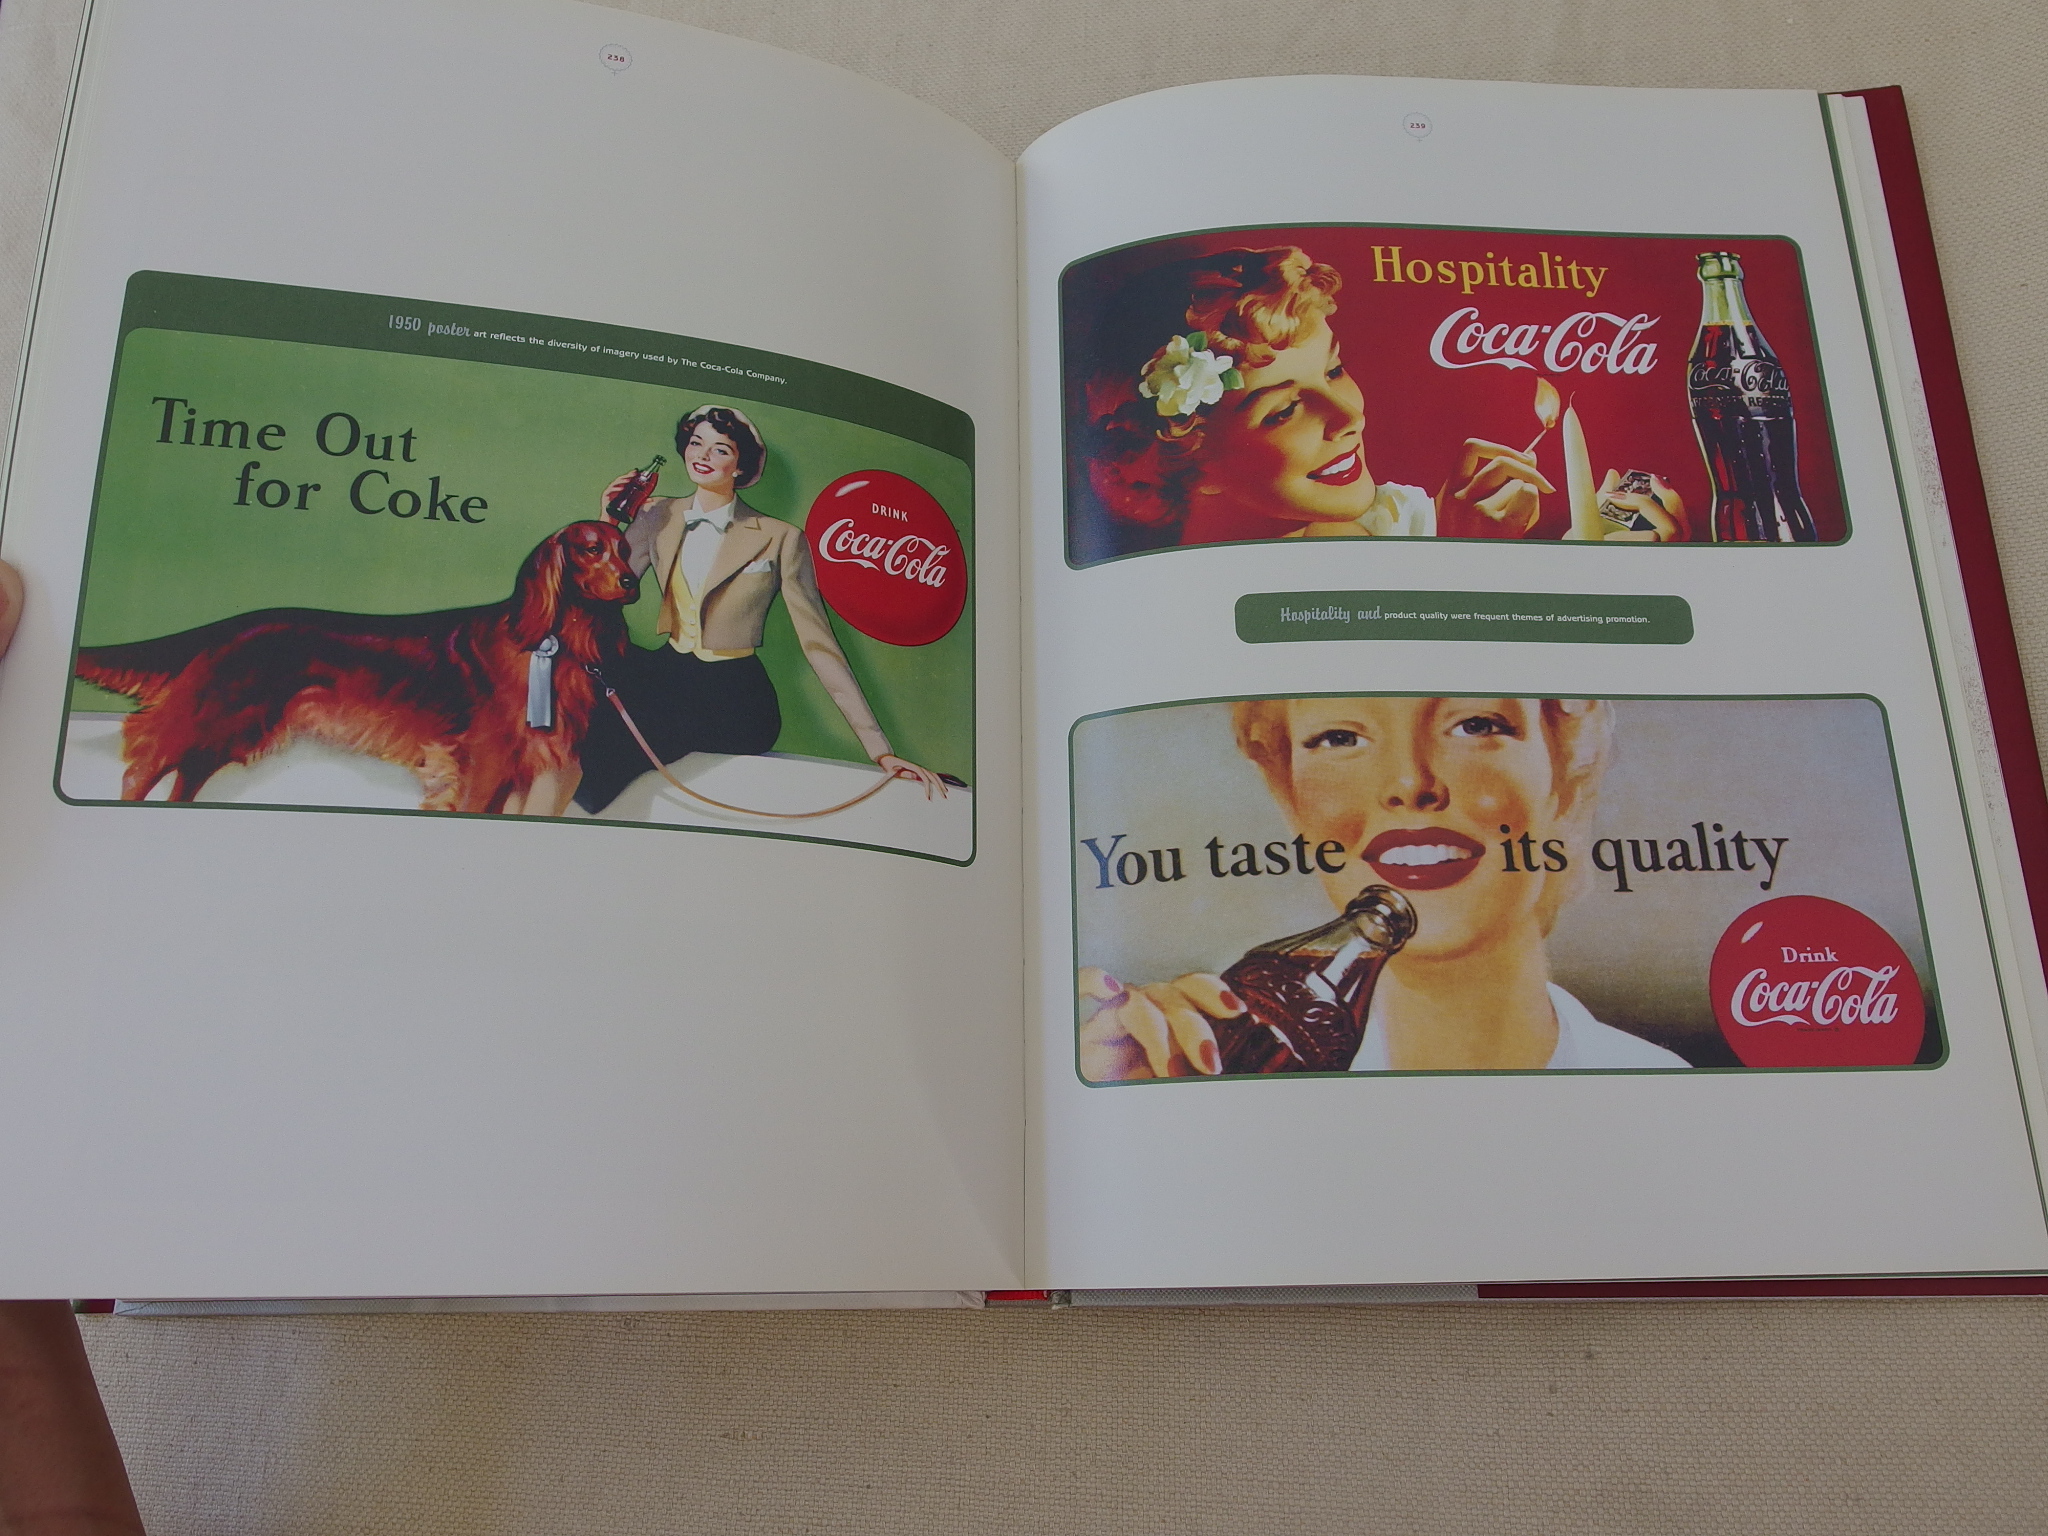 238
1950 poster art reflects the diversity of imagery used by The Coca-Cola Company.
Time Out
for Coke
DRINK
Coca-Cola
239
Hospitality
Coca-Cola
Coca-Cola
Hospitality and product quality were frequent themes of advertising promotion.
You taste its quality
Drink
Coca-Cola